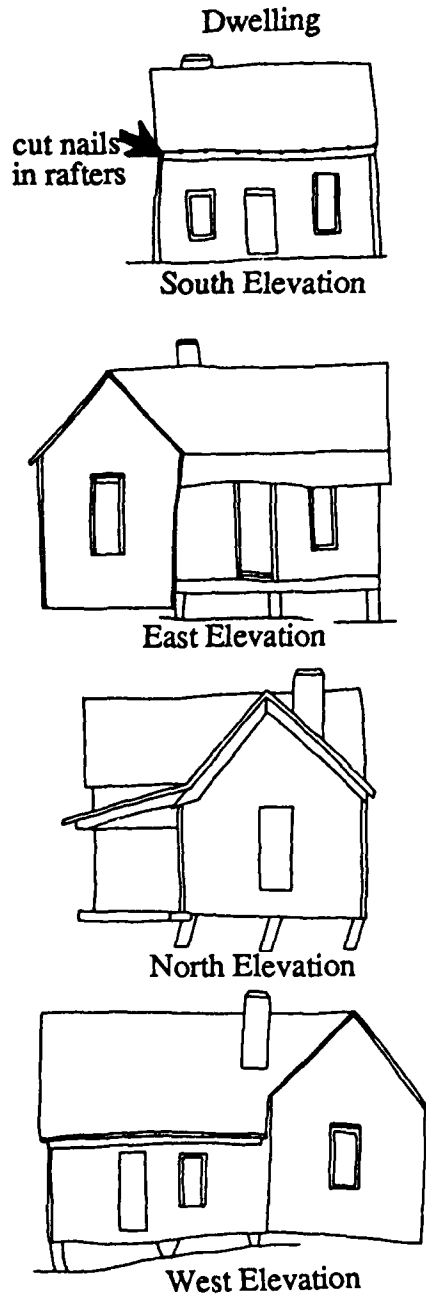 Dwelling
cut nails
in rafters
South Elevation
East Elevation
North Elevation
West Elevation